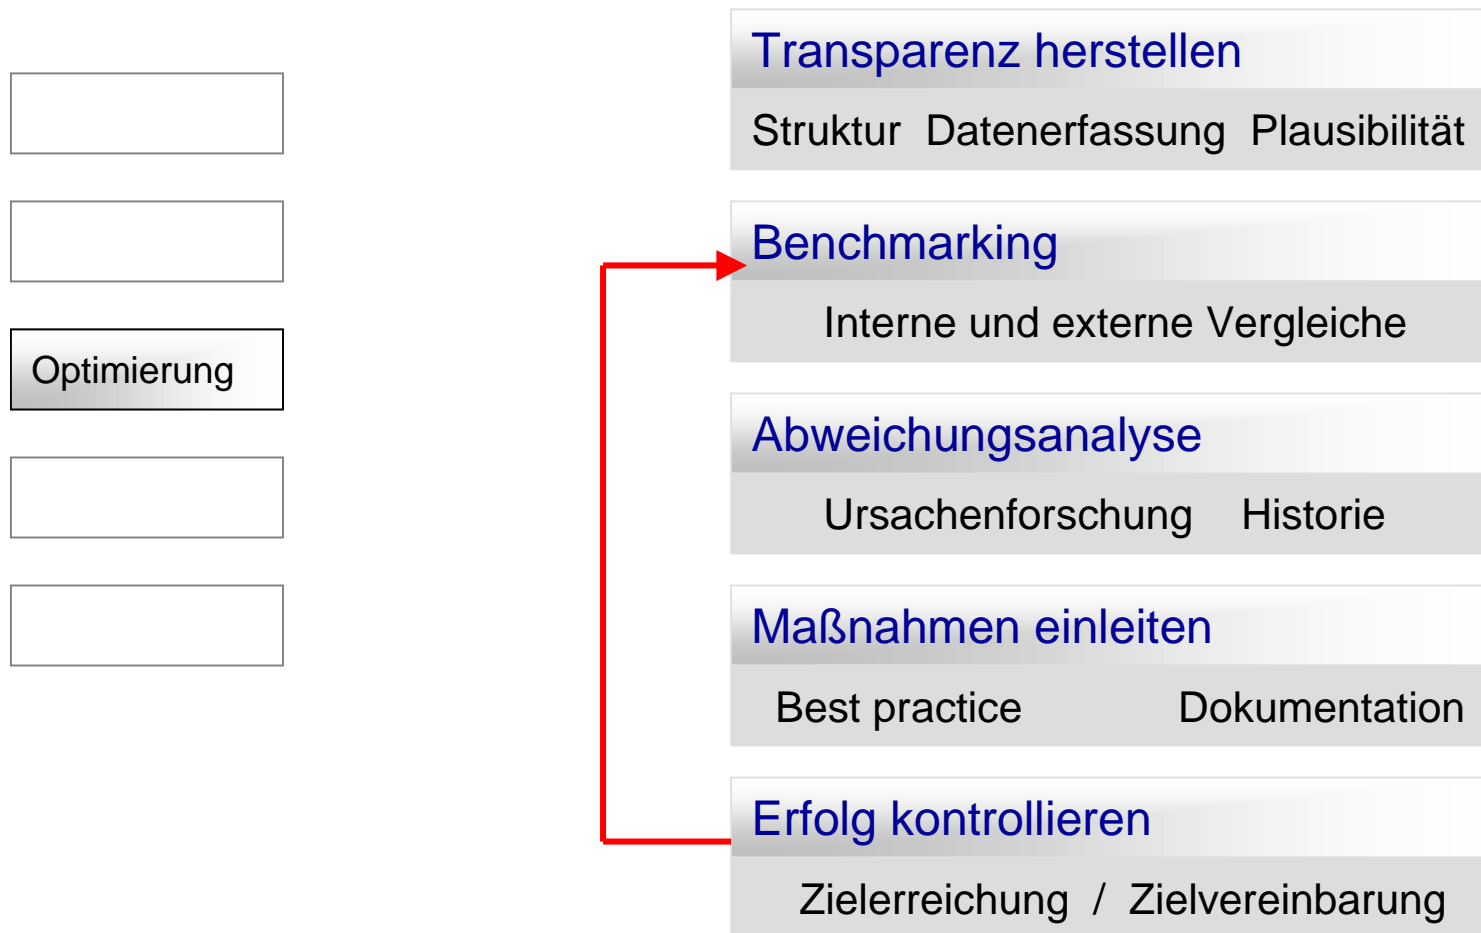 Transparenz herstellen
Struktur Datenerfassung Plausibilität
Benchmarking
Interne und externe Vergleiche
Optimierung
Abweichungsanalyse
Ursachenforschung Historie
Maßnahmen einleiten
Best practice Dokumentation
Erfolg kontrollieren
Zielerreichung / Zielvereinbarung